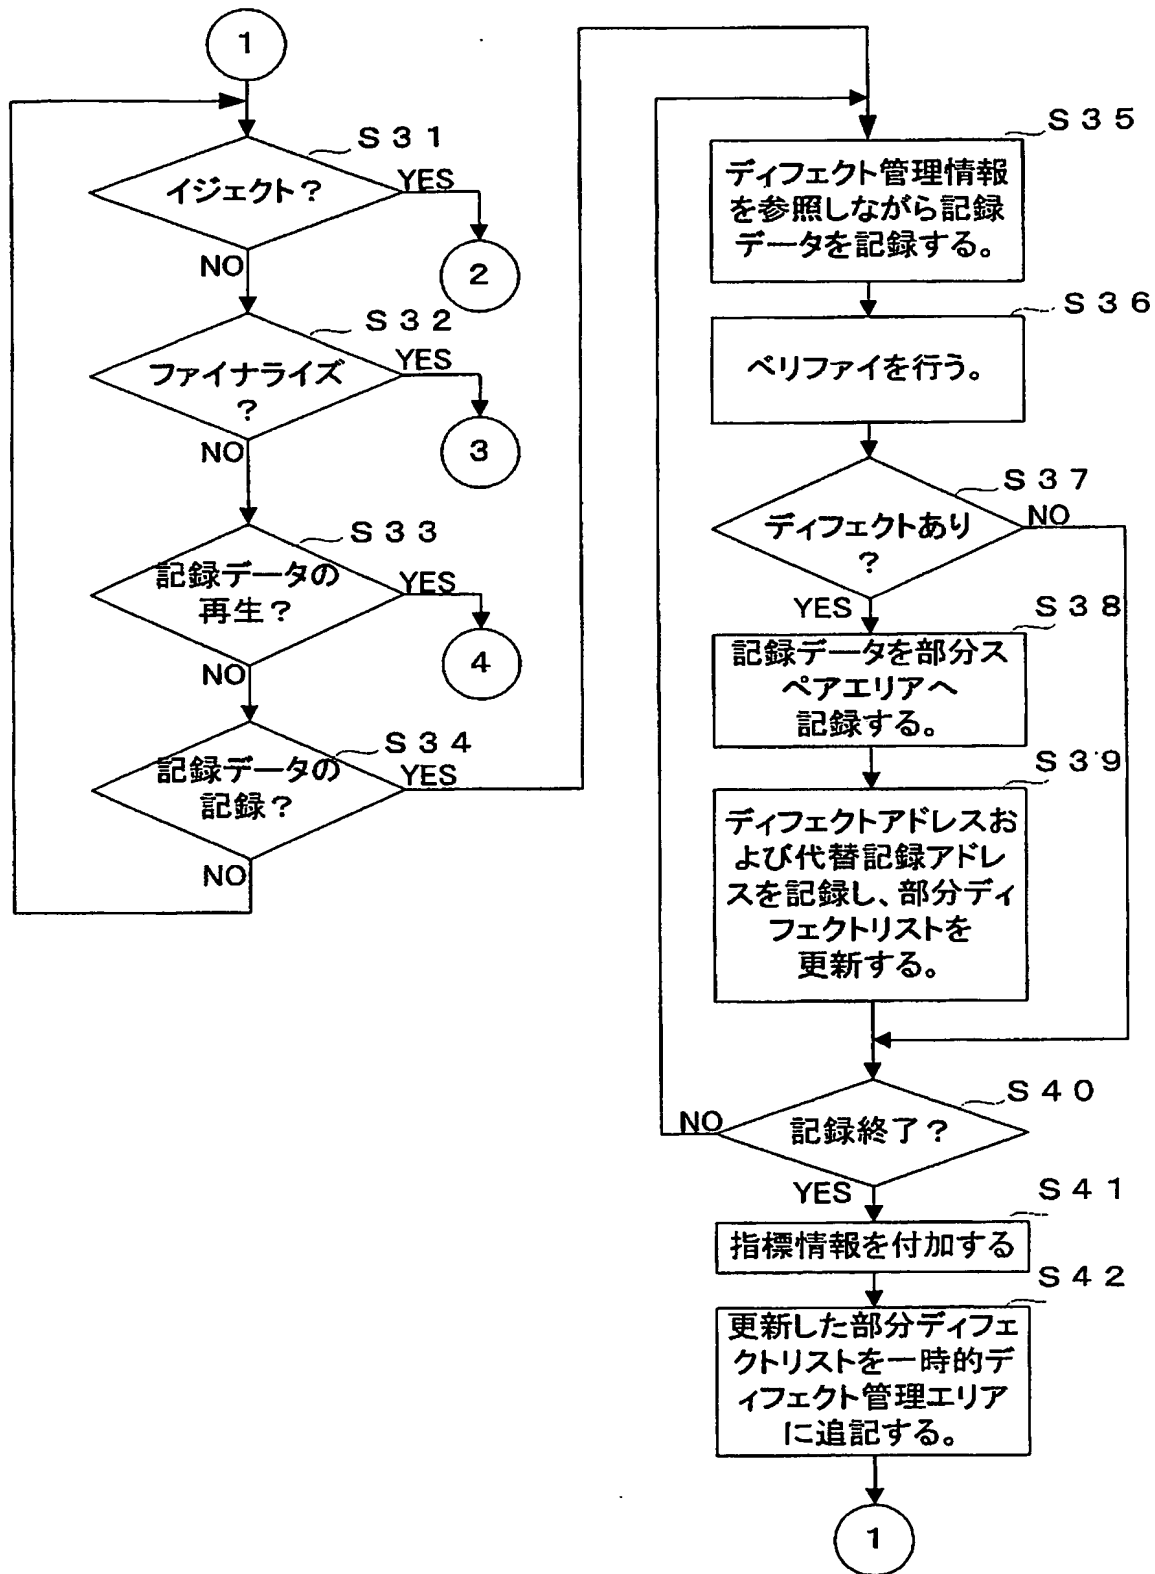 1
S31
イジェクト？
YES
2
NO
S32
ファイナライズ
？
YES
3
NO
S33
記録データの
再生？
YES
4
NO
S34
記録データの
記録？
YES
NO
S35
ディフェクト管理情報
を参照しながら記録
データを記録する。
S36
ベリファイを行う。
S37
ディフェクトあり
？
NO
YES
S38
記録データを部分ス
ペアエリアへ
記録する。
S39
ディフェクトアドレスお
よび代替記録アドレ
スを記録し、部分ディ
フェクトリストを
更新する。
S40
記録終了？
NO
YES
S41
指標情報を付加する
S42
更新した部分ディフェ
クトリストを一時的デ
ィフェクト管理エリア
に追記する。
1